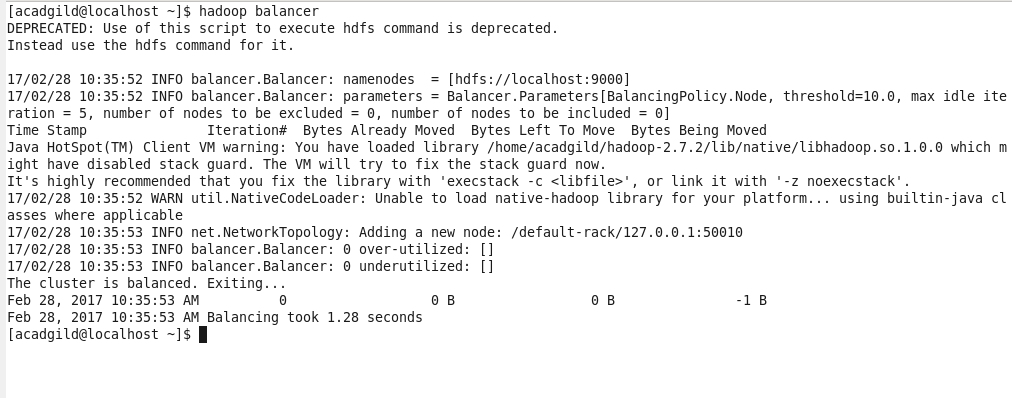 [acadgild@localhost ~]$ hadoop balancer
DEPRECATED: Use of this script to execute hdfs command is deprecated.
Instead use the hdfs command for it.

17/02/28 10:35:52 INFO balancer.Balancer: namenodes  = [hdfs://localhost:9000]
17/02/28 10:35:52 INFO balancer.Balancer: parameters = Balancer.Parameters[BalancingPolicy.Node, threshold=10.0, max idle ite
ration = 5, number of nodes to be excluded = 0, number of nodes to be included = 0]
Time Stamp               Iteration#  Bytes Already Moved  Bytes Left To Move  Bytes Being Moved
Java HotSpot(TM) Client VM warning: You have loaded library /home/acadgild/hadoop-2.7.2/lib/native/libhadoop.so.1.0.0 which m
ight have disabled stack guard. The VM will try to fix the stack guard now.
It's highly recommended that you fix the library with 'execstack -c <libfile>', or link it with '-z noexecstack'.
17/02/28 10:35:52 WARN util.NativeCodeLoader: Unable to load native-hadoop library for your platform... using builtin-java cl
asses where applicable
17/02/28 10:35:53 INFO net.NetworkTopology: Adding a new node: /default-rack/127.0.0.1:50010
17/02/28 10:35:53 INFO balancer.Balancer: 0 over-utilized: []
17/02/28 10:35:53 INFO balancer.Balancer: 0 underutilized: []
The cluster is balanced. Exiting...
Feb 28, 2017 10:35:53 AM          0                  0 B                 0 B               -1 B
Feb 28, 2017 10:35:53 AM Balancing took 1.28 seconds
[acadgild@localhost ~]$